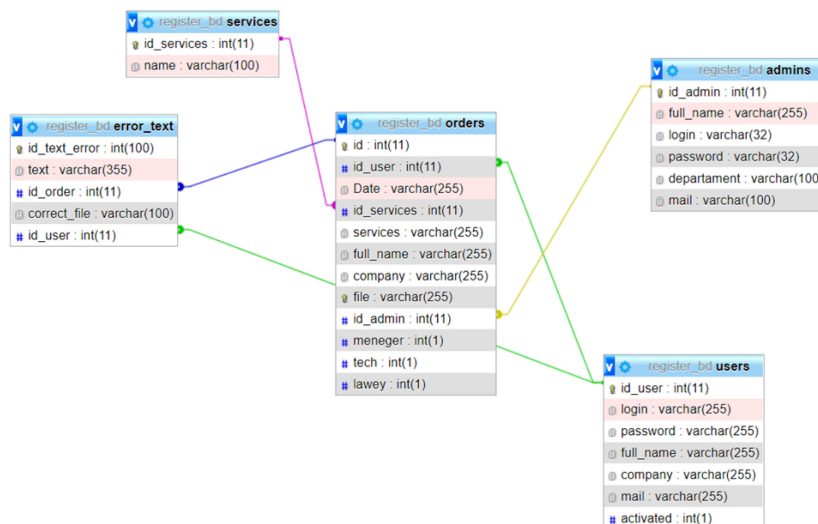 register_bd services
id_services : int(11)
name : varchar(100)
register_bd error_text
id_text_error : int(100)
text : varchar(355)
id_order : int(11)
correct_file : varchar(100)
id_user : int(11)
register_bd orders
id : int(11)
id_user : int(11)
Date : varchar(255)
id_services : int(11)
services : varchar(255)
full_name : varchar(255)
company : varchar(255)
file : varchar(255)
id_admin : int(11)
meneger : int(1)
tech : int(1)
lawey : int(1)
register_bd admins
id_admin : int(11)
full_name : varchar(255)
login : varchar(32)
password : varchar(32)
departament : varchar(100
mail : varchar(100)
register_bd users
id_user : int(11)
login : varchar(255)
password : varchar(255)
full_name : varchar(255)
company : varchar(255)
mail : varchar(255)
activated : int(1)